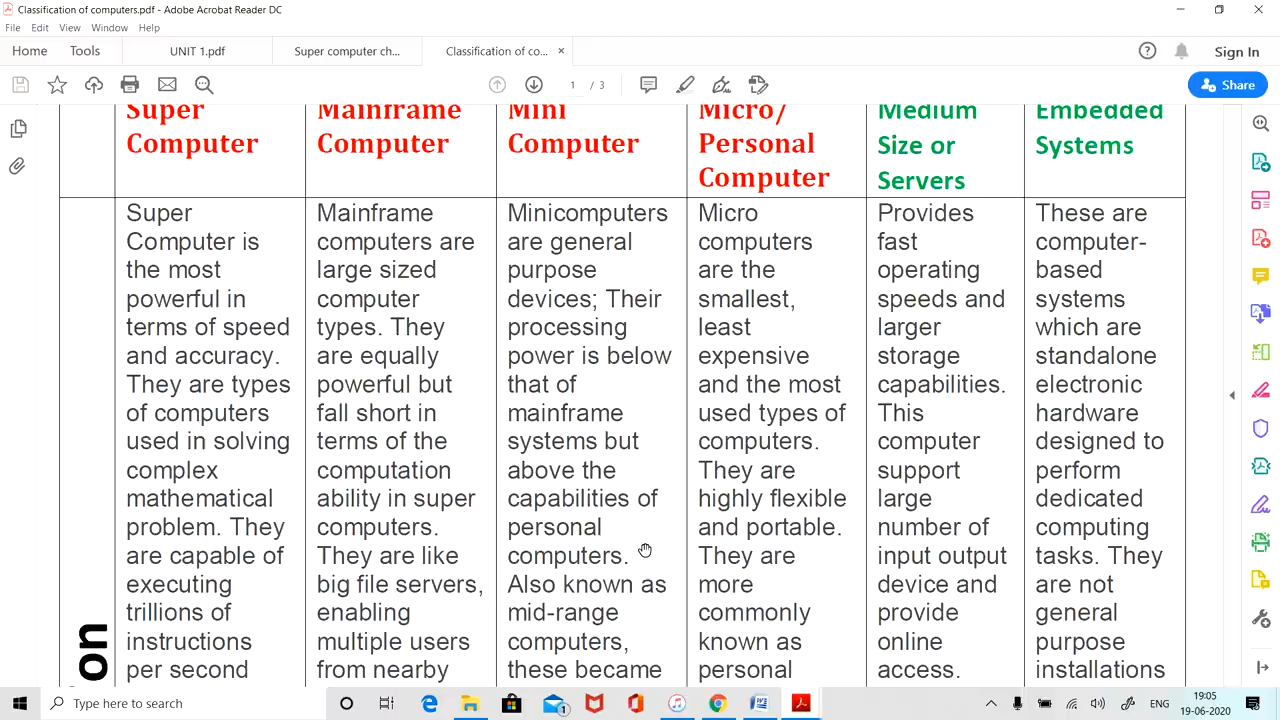 Classification of computers.pdf - Adobe Acrobat Reader DC
File Edit View Window Help
Home Tools UNIT 1.pdf Super computer ch... Classification of co... × Sign In
1 / 3 Share
Super
Computer
Mainframe
Computer
Mini
Computer
Micro/
Personal
Computer
Medium
Size or
Servers
Embedded
Systems
on
Super
Computer is
the most
powerful in
terms of speed
and accuracy.
They are types
of computers
used in solving
complex
mathematical
problem. They
are capable of
executing
trillions of
instructions
per second
Mainframe
computers are
large sized
computer
types. They
are equally
powerful but
fall short in
terms of the
computation
ability in super
computers.
They are like
big file servers,
enabling
multiple users
from nearby
Minicomputers
are general
purpose
devices; Their
processing
power is below
that of
mainframe
systems but
above the
capabilities of
personal
computers.
Also known as
mid-range
computers,
these became
Micro
computers
are the
smallest,
least
expensive
and the most
used types of
computers.
They are
highly flexible
and portable.
They are
more
commonly
known as
personal
Provides
fast
operating
speeds and
larger
storage
capabilities.
This
computer
support
large
number of
input output
device and
provide
online
access.
These are
computer-
based
systems
which are
standalone
electronic
hardware
designed to
perform
dedicated
computing
tasks. They
are not
general
purpose
installations
Type here to search
1
ENG
19:05
19-06-2020